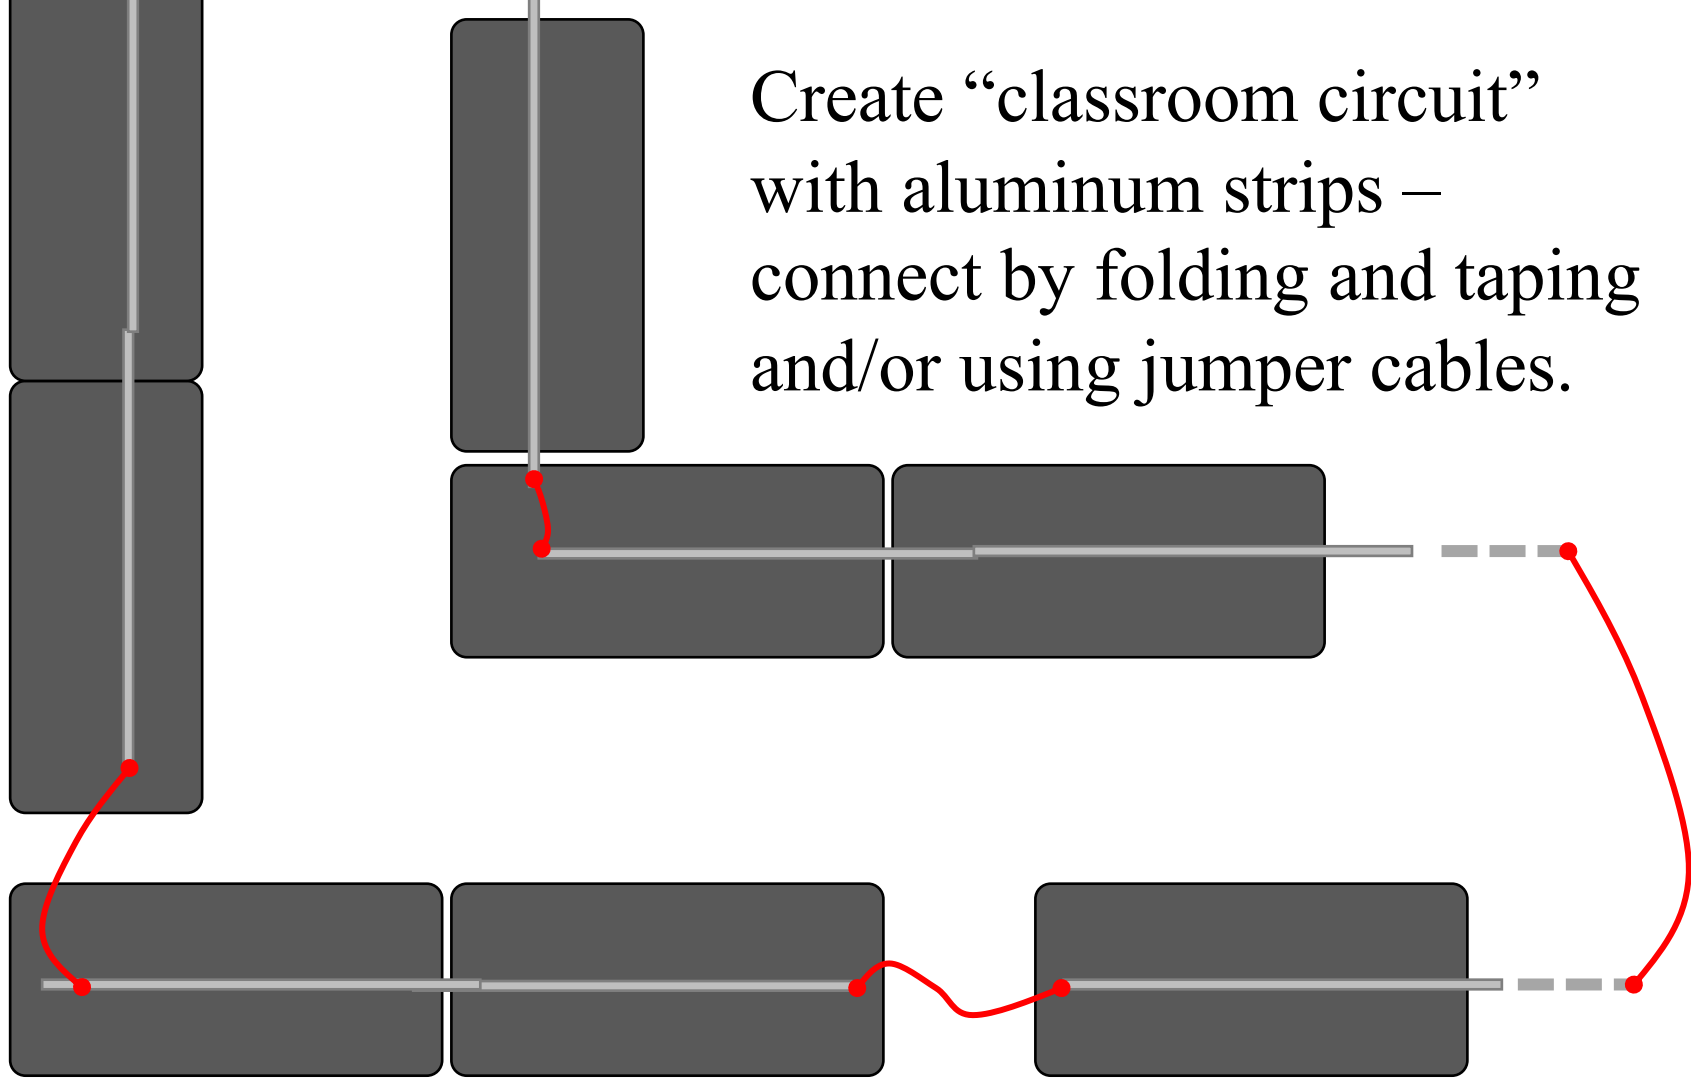 Create “classroom circuit”
with aluminum strips –
connect by folding and taping
and/or using jumper cables.